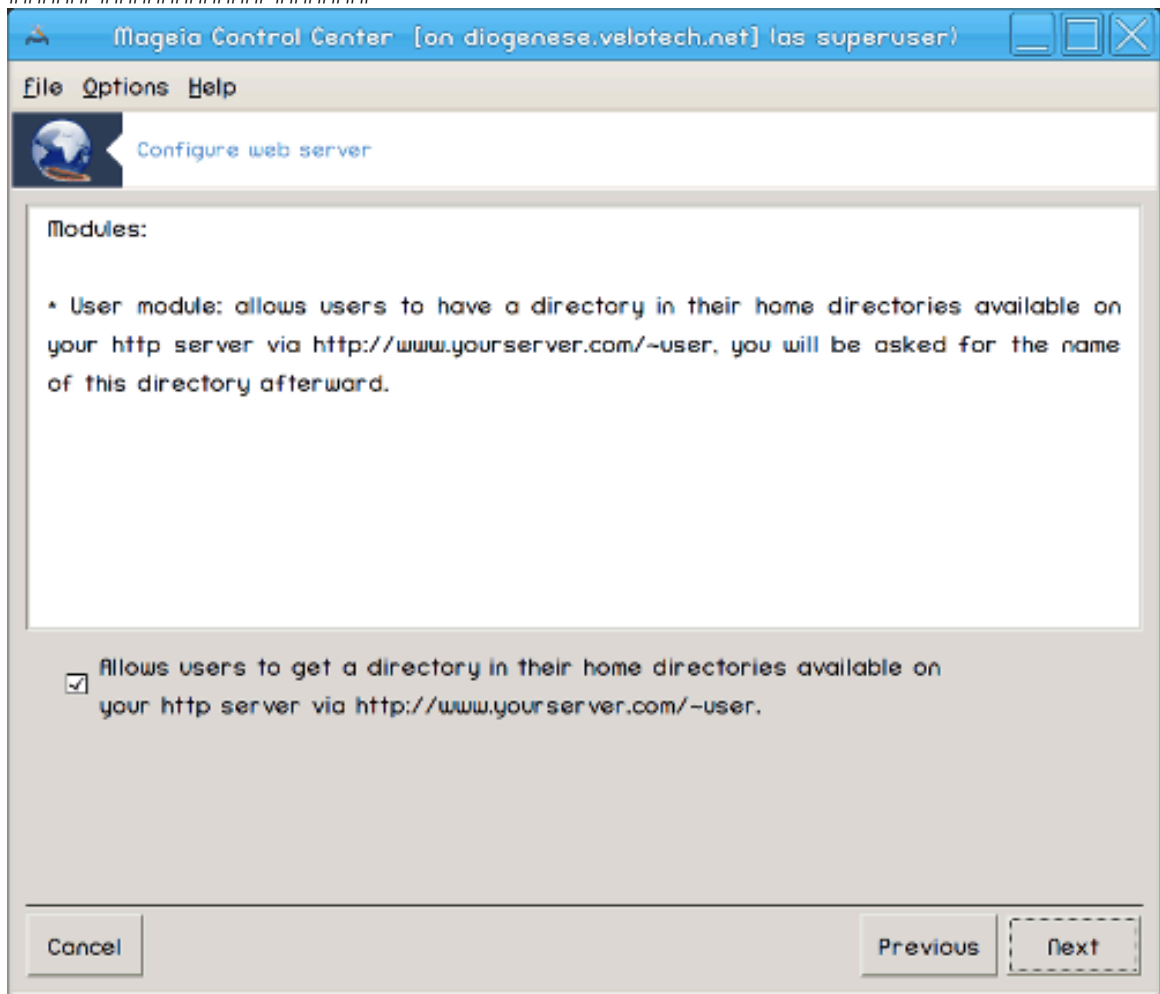 Mageia Control Center [on diogenese.velotech.net] (as superuser)
File Options Help
Configure web server
Modules:
* User module: allows users to have a directory in their home directories available on
your http server via http://www.yourserver.com/~user, you will be asked for the name
of this directory afterward.
Allows users to get a directory in their home directories available on
your http server via http://www.yourserver.com/~user.
Cancel
Previous
Next